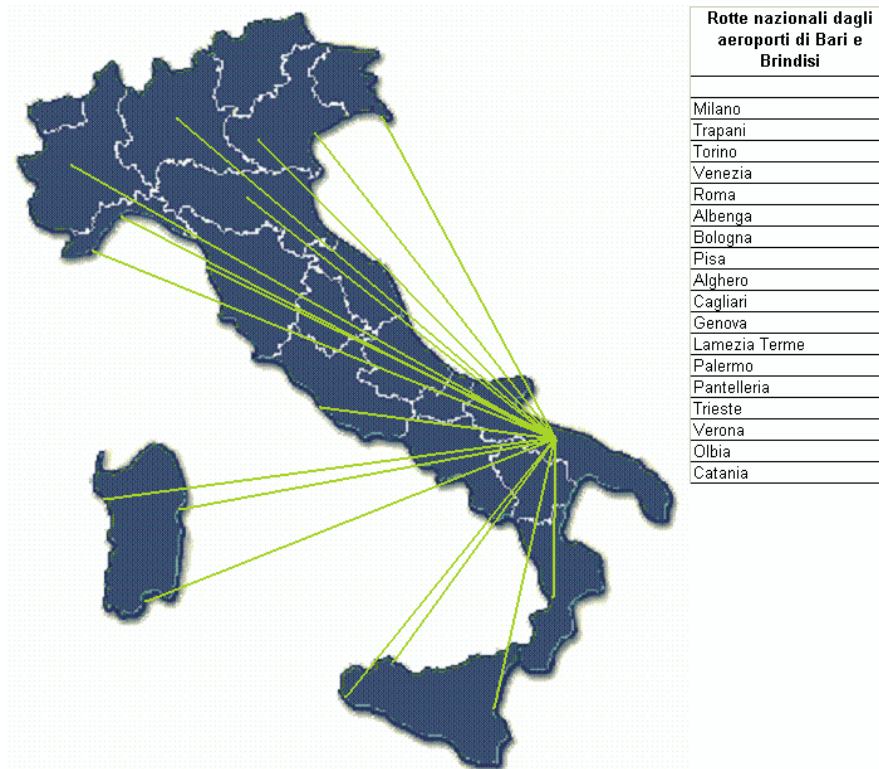 Rotte nazionali dagli
aeroporti di Bari e
Brindisi
Milano
Trapani
Torino
Venezia
Roma
Albenga
Bologna
Pisa
Alghero
Cagliari
Genova
Lamezia Terme
Palermo
Pantelleria
Trieste
Verona
Olbia
Catania